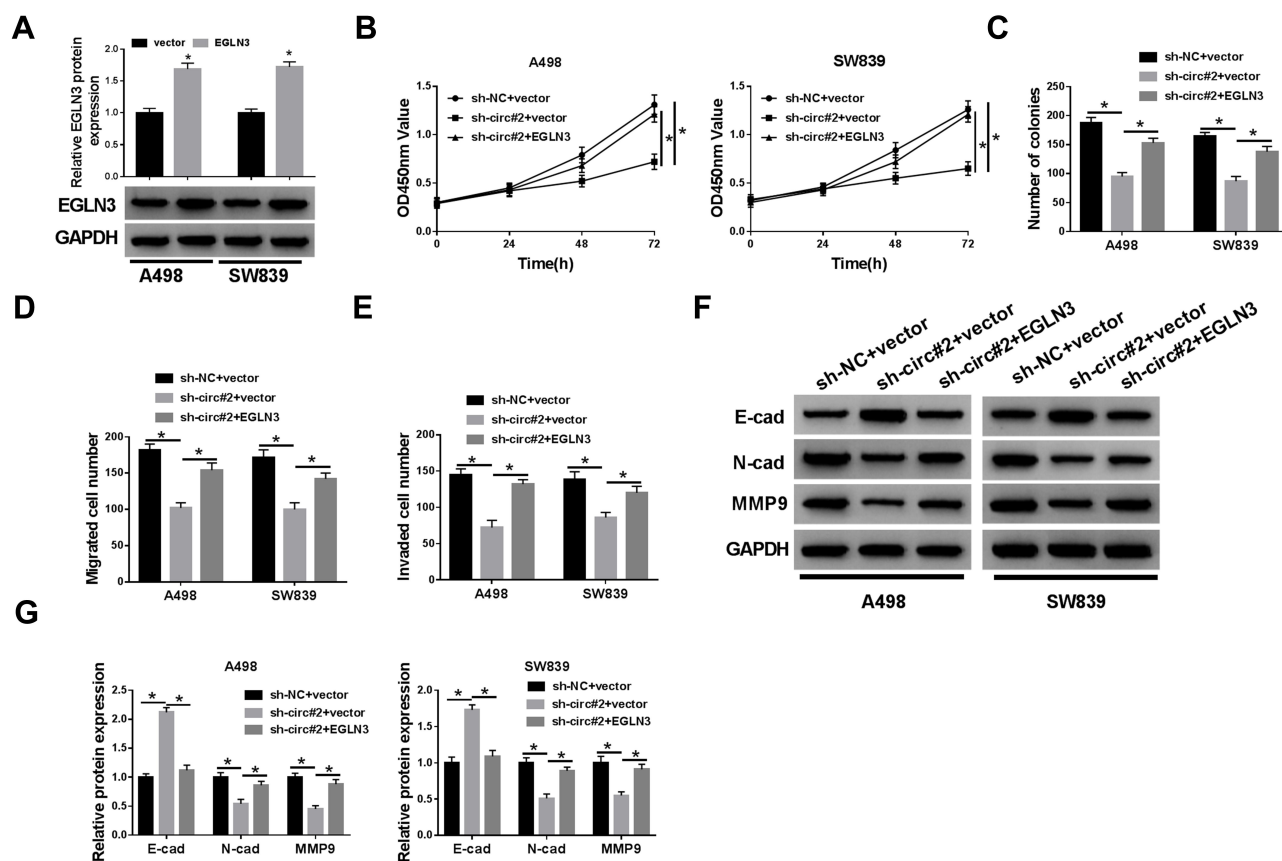 A
vector EGLN3
Relative EGLN3 protein
expression
2.0
1.5
1.0
0.5
0.0
* *
EGLN3
GAPDH
A498 SW839
B
A498
OD450nm Value
1.5
1.0
0.5
0.0
sh-NC+vector
sh-circ#2+vector
sh-circ#2+EGLN3
* *
0 24 48 72
Time(h)
SW839
OD450nm Value
1.5
1.0
0.5
0.0
sh-NC+vector
sh-circ#2+vector
sh-circ#2+EGLN3
* *
0 24 48 72
Time(h)
C
sh-NC+vector
sh-circ#2+vector
sh-circ#2+EGLN3
Number of colonies
250
200
150
100
50
0
* * * *
A498 SW839
D
sh-NC+vector
sh-circ#2+vector
sh-circ#2+EGLN3
Migrated cell number
200
150
100
50
0
* * * *
A498 SW839
E
sh-NC+vector
sh-circ#2+vector
sh-circ#2+EGLN3
Invaded cell number
200
150
100
50
0
* * * *
A498 SW839
F
sh-NC+vector sh-circ#2+vector sh-circ#2+EGLN3 sh-NC+vector sh-circ#2+vector sh-circ#2+EGLN3
E-cad
N-cad
MMP9
GAPDH
A498 SW839
G
A498
Relative protein expression
2.5
2.0
1.5
1.0
0.5
0.0
sh-NC+vector
sh-circ#2+vector
sh-circ#2+EGLN3
* * * * * *
E-cad N-cad MMP9
SW839
Relative protein expression
2.0
1.5
1.0
0.5
0.0
sh-NC+vector
sh-circ#2+vector
sh-circ#2+EGLN3
* * * * * *
E-cad N-cad MMP9